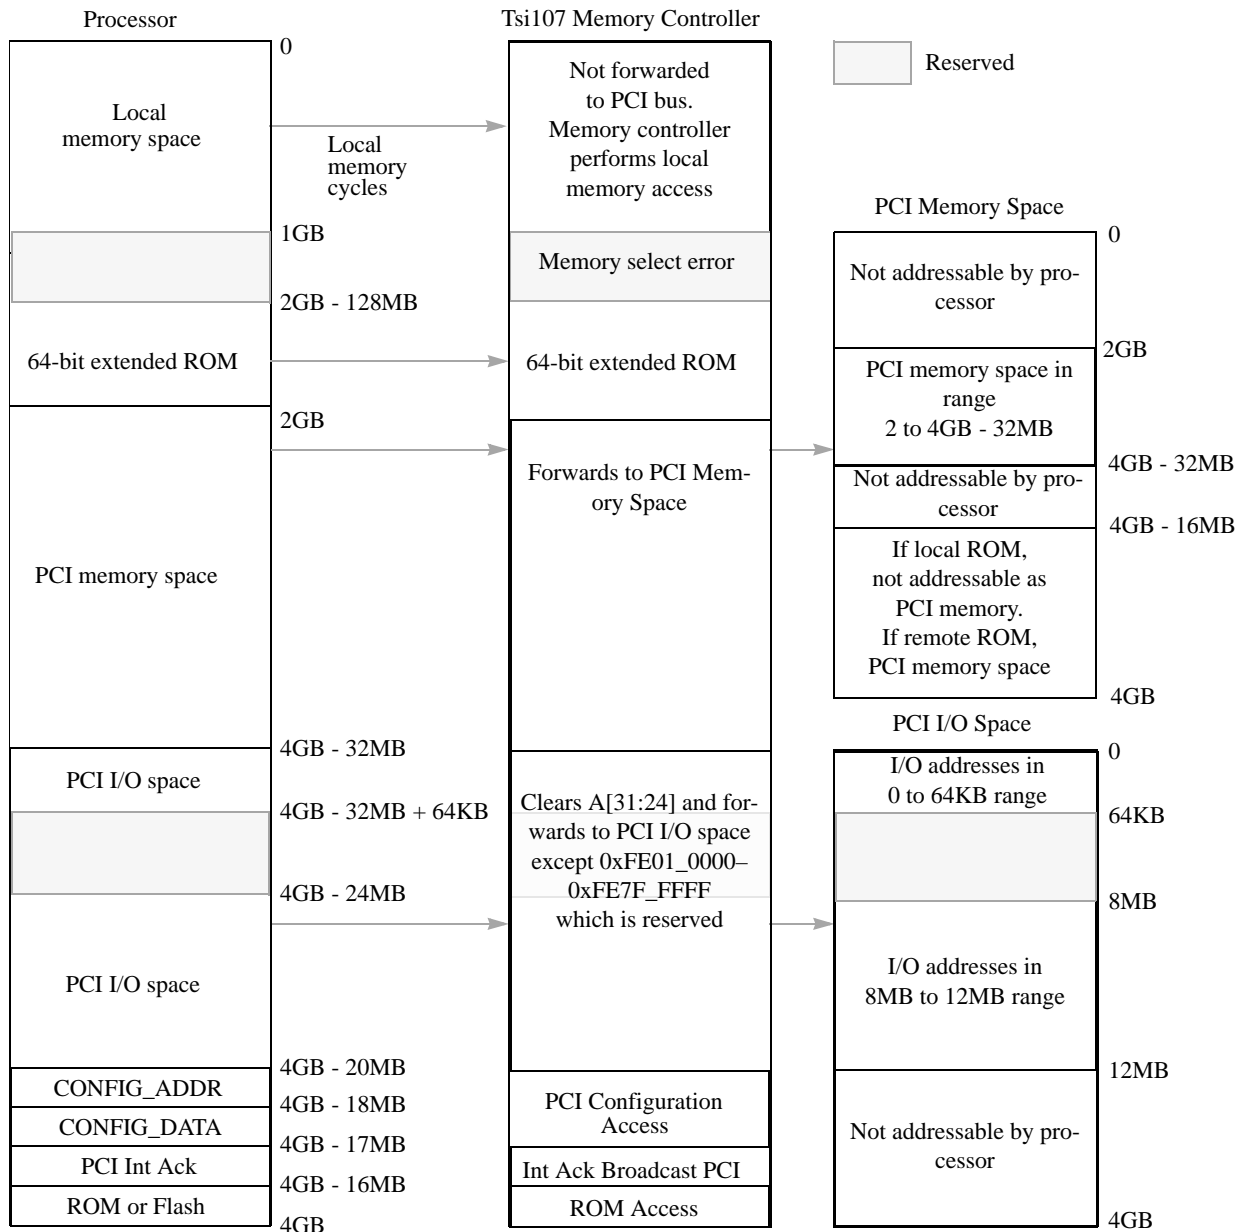 Processor
0
Local
memory space
Local
memory
cycles
1GB
2GB - 128MB
64-bit extended ROM
2GB
PCI memory space
4GB - 32MB
PCI I/O space
4GB - 32MB + 64KB
4GB - 24MB
PCI I/O space
4GB - 20MB
CONFIG_ADDR
4GB - 18MB
CONFIG_DATA
4GB - 17MB
PCI Int Ack
4GB - 16MB
ROM or Flash
4GB
Tsi107 Memory Controller
Not forwarded
to PCI bus.
Memory controller
performs local
memory access
Memory select error
64-bit extended ROM
Forwards to PCI Mem-
ory Space
Clears A[31:24] and for-
wards to PCI I/O space
except 0xFE01_0000–
0xFE7F_FFFF
which is reserved
PCI Configuration
Access
Int Ack Broadcast PCI
ROM Access
Reserved
PCI Memory Space
0
Not addressable by pro-
cessor
2GB
PCI memory space in
range
2 to 4GB - 32MB
4GB - 32MB
Not addressable by pro-
cessor
4GB - 16MB
If local ROM,
not addressable as
PCI memory.
If remote ROM,
PCI memory space
4GB
PCI I/O Space
0
I/O addresses in
0 to 64KB range
64KB
8MB
I/O addresses in
8MB to 12MB range
12MB
Not addressable by pro-
cessor
4GB